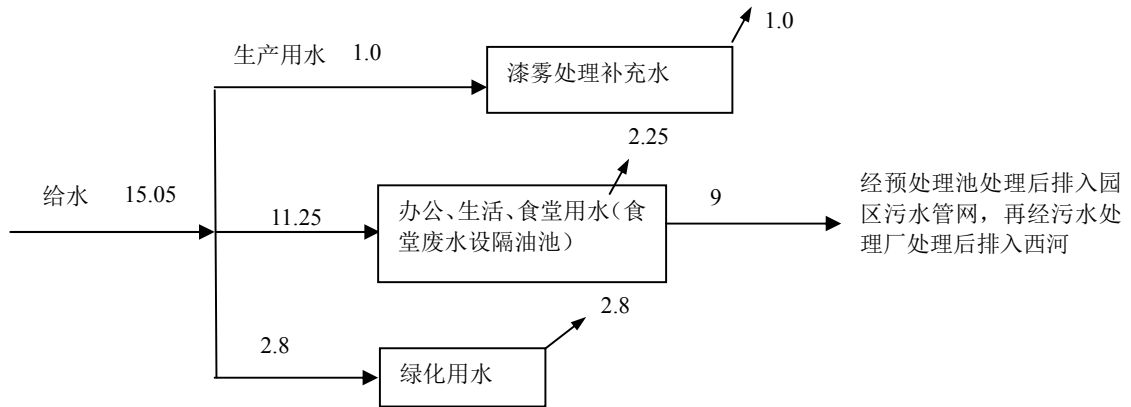 1.0
生产用水 1.0
漆雾处理补充水
2.25
给水 15.05
11.25
办公、生活、食堂用水（食
堂废水设隔油池）
9
经预处理池处理后排入园
区污水管网，再经污水处
理厂处理后排入西河
2.8
2.8
绿化用水